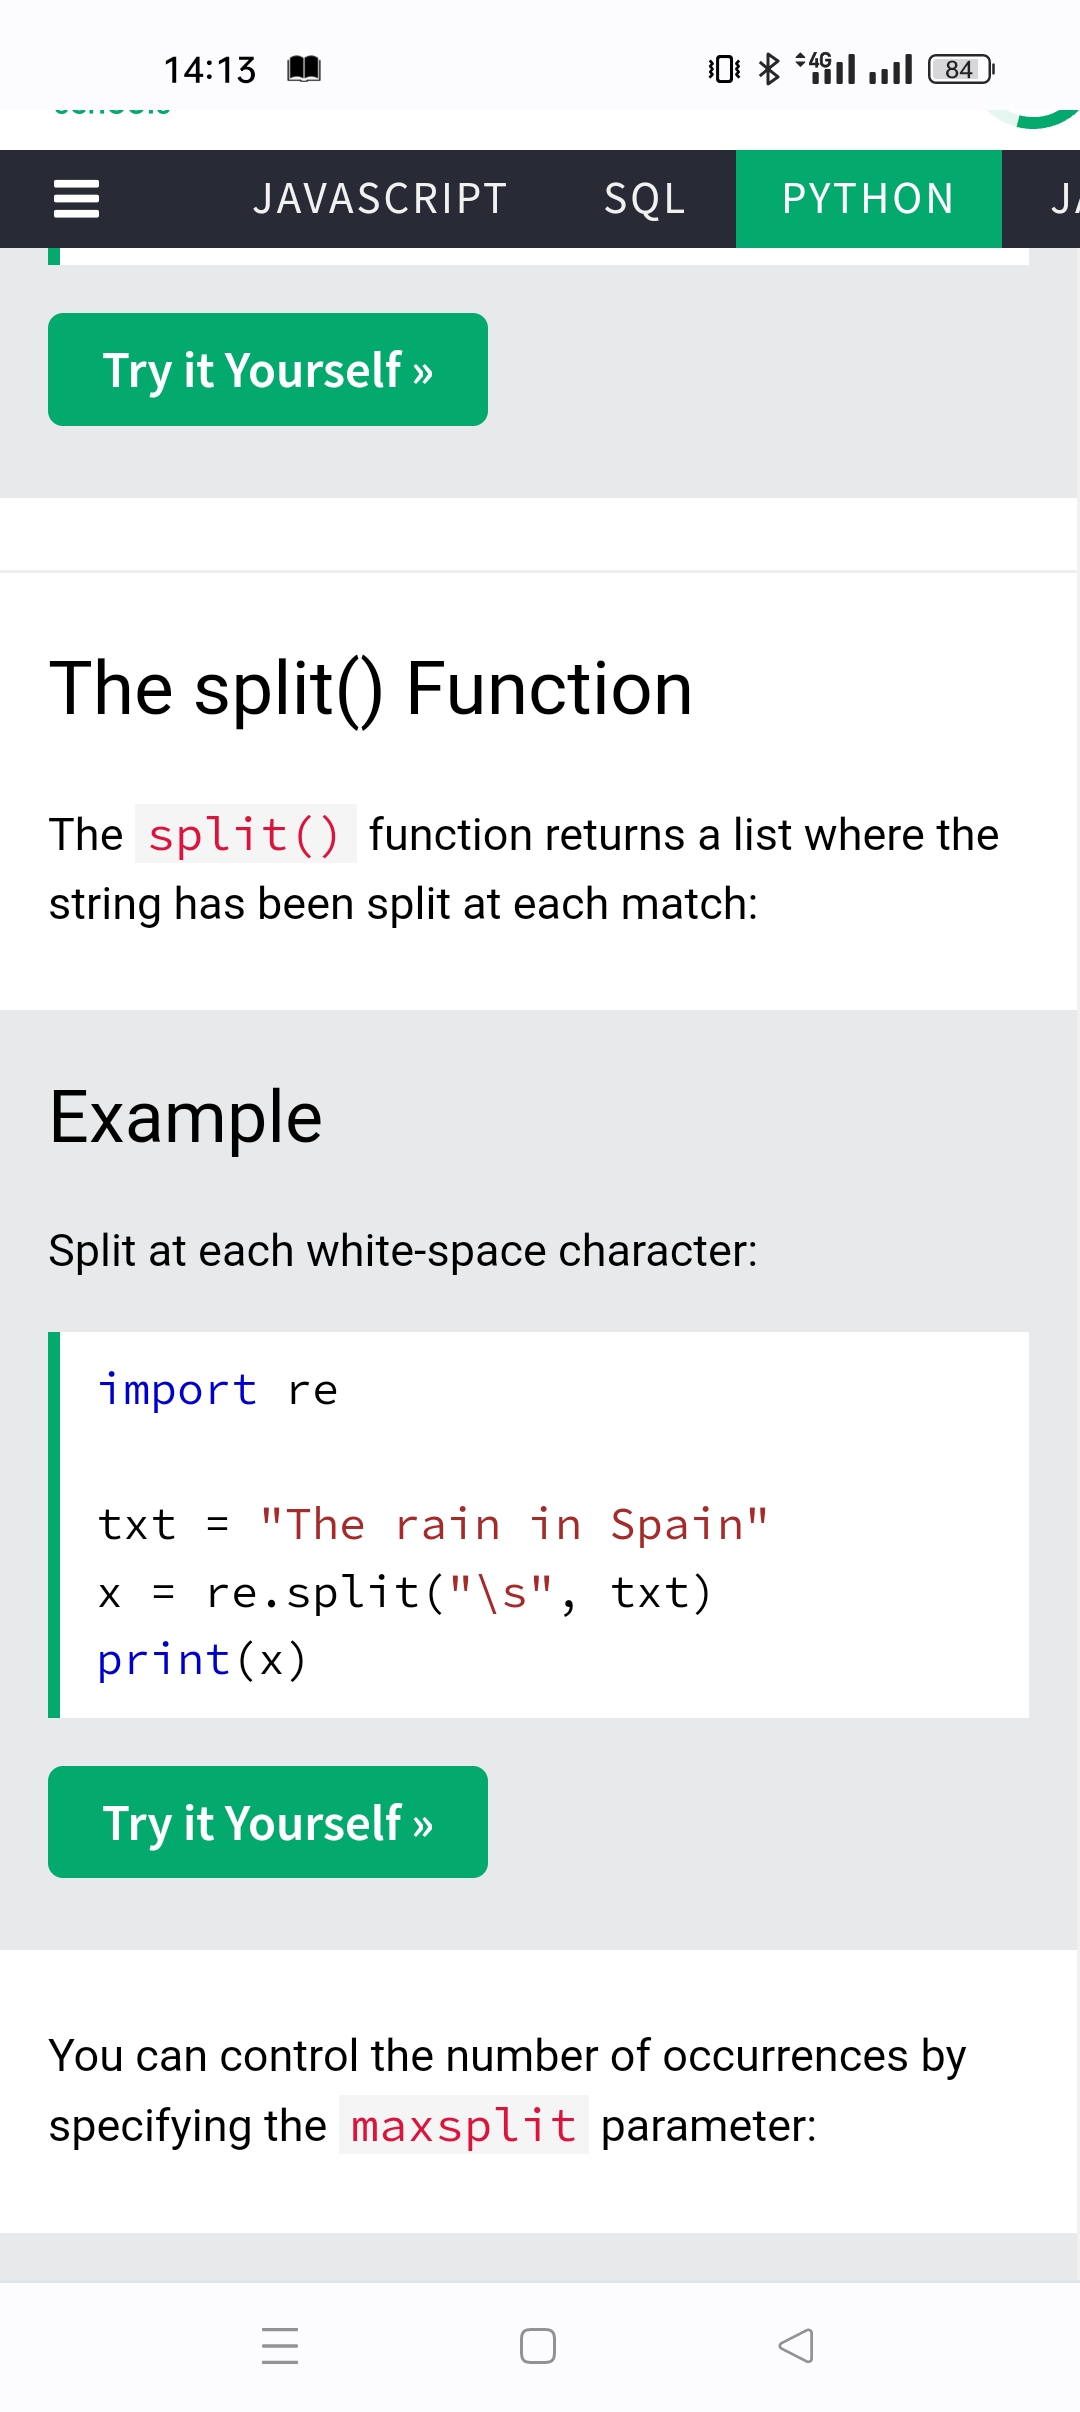 14:13 4G 84
JAVASCRIPT SQL PYTHON JA
Try it Yourself »
The split() Function
The split() function returns a list where the
string has been split at each match:
Example
Split at each white-space character:
import re
txt = "The rain in Spain"
x = re.split("\s", txt)
print(x)
Try it Yourself »
You can control the number of occurrences by
specifying the maxsplit parameter: